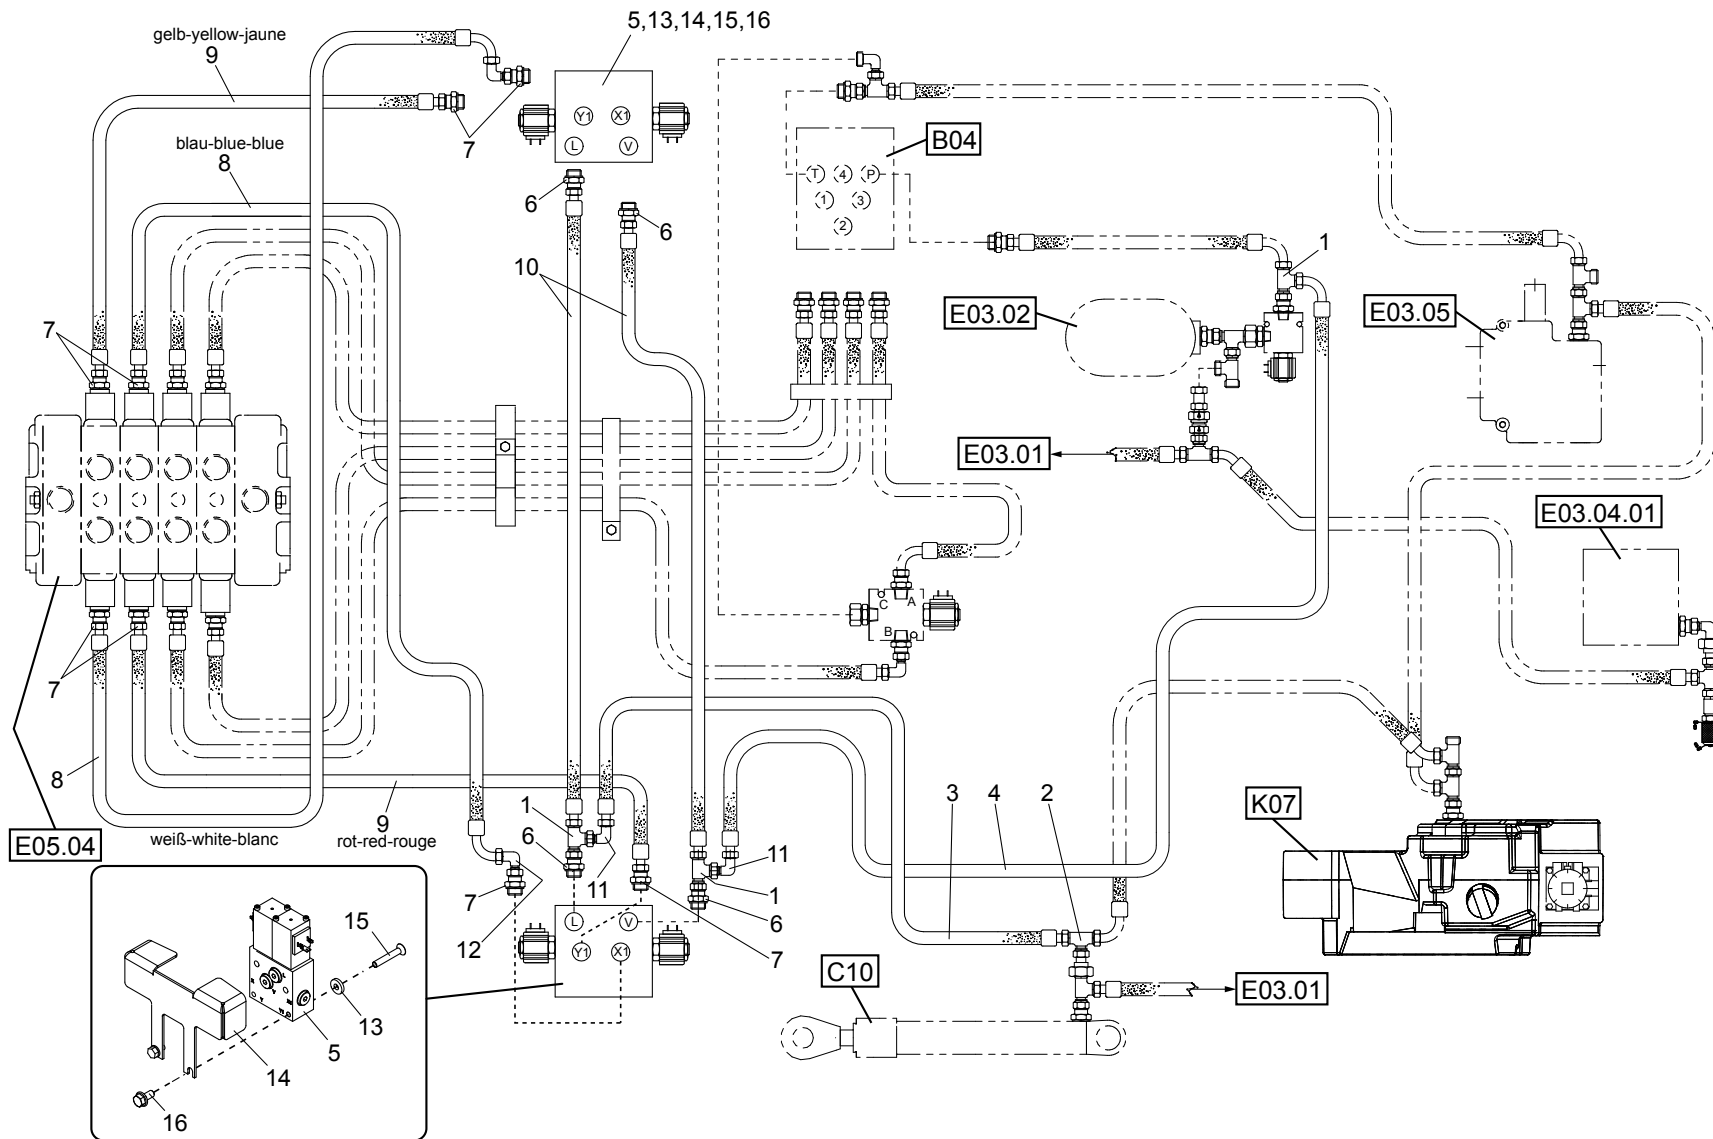 5,13,14,15,16
gelb-yellow-jaune
9
Y1 X1
L V
7
blau-blue-blue
8
B04
T 4 P
1 3
2
6
6
1
10
E03.02
E03.05
7
E03.01
E03.04.01
C A
B
7
8
weiß-white-blanc
9
rot-red-rouge
E05.04
1
6
11
3
4
2
K07
11
1
6
7
12
7
L V
Y1 X1
C10
E03.01
15
13
5
14
16